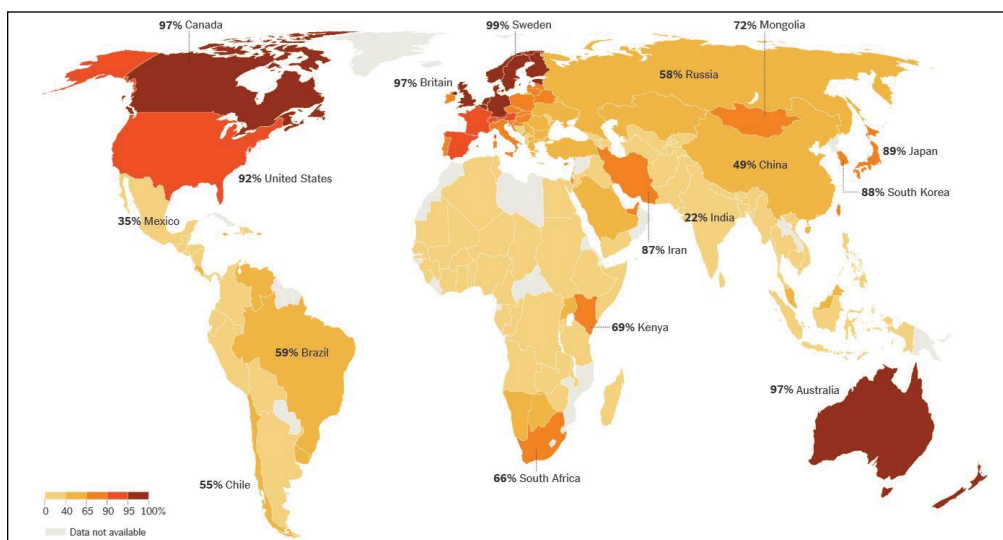 97% Canada
99% Sweden
72% Mongolia
97% Britain
58% Russia
89% Japan
49% China
88% South Korea
92% United States
35% Mexico
22% India
87% Iran
69% Kenya
59% Brazil
97% Australia
66% South Africa
55% Chile
0 40 65 90 95 100%
Data not available